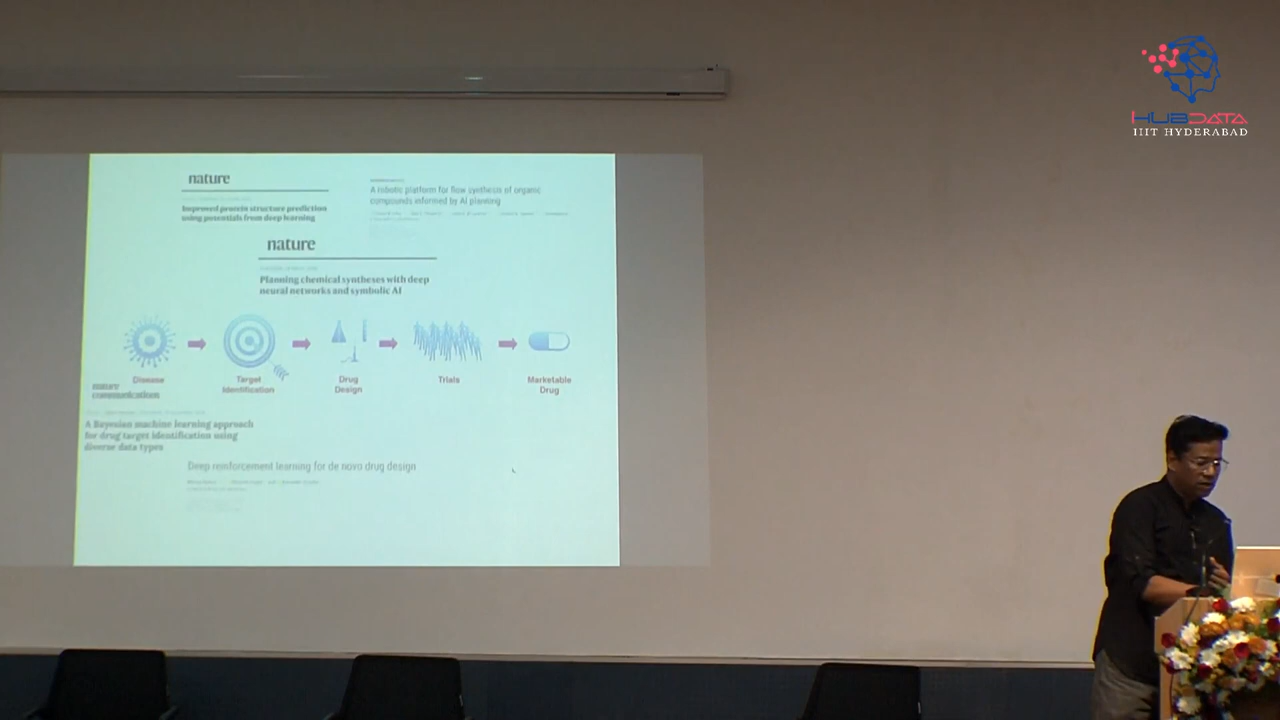 HUBDATA
IIIT HYDERABAD
nature
Improved protein structure prediction
using potentials from deep learning
A robotic platform for flow synthesis of organic
compounds informed by AI planning
nature
Planning chemical syntheses with deep
neural networks and symbolic AI
Disease
Target
Identification
Drug
Design
Trials
Marketable
Drug
nature
communications
A Bayesian machine learning approach
for drug target identification using
diverse data types
Deep reinforcement learning for de novo drug design